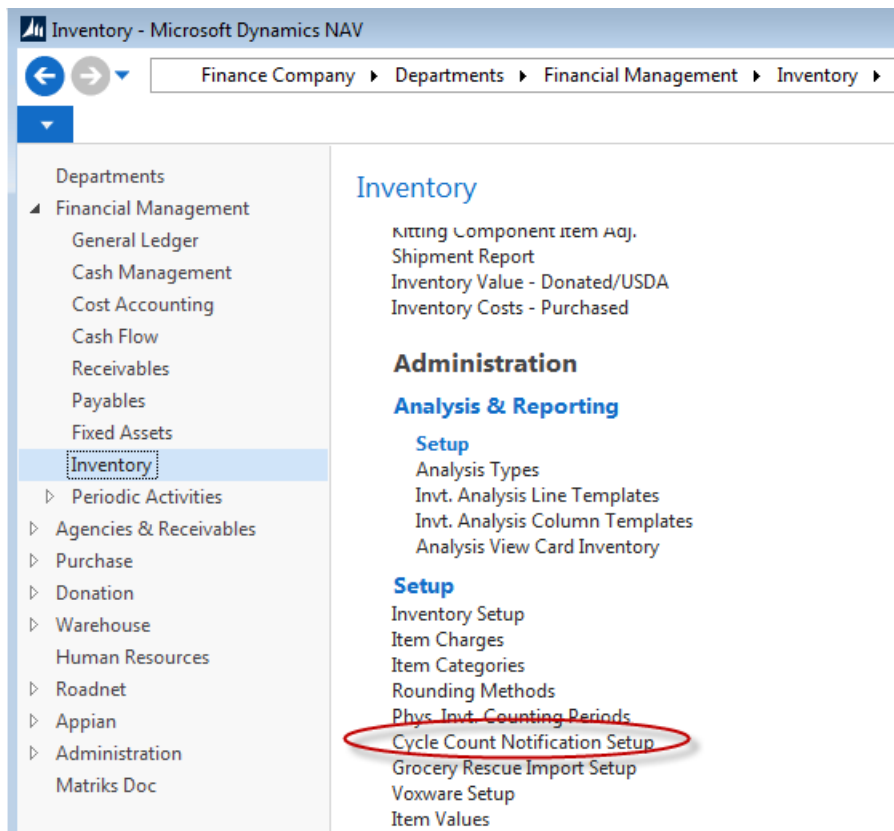 Inventory - Microsoft Dynamics NAV
Finance Company ▸ Departments ▸ Financial Management ▸ Inventory ▸
Departments
Financial Management
General Ledger
Cash Management
Cost Accounting
Cash Flow
Receivables
Payables
Fixed Assets
Inventory
Periodic Activities
Agencies & Receivables
Purchase
Donation
Warehouse
Human Resources
Roadnet
Appian
Administration
Matriks Doc
Inventory
Kitting Component Item Adj.
Shipment Report
Inventory Value - Donated/USDA
Inventory Costs - Purchased
Administration
Analysis & Reporting
Setup
Analysis Types
Invt. Analysis Line Templates
Invt. Analysis Column Templates
Analysis View Card Inventory
Setup
Inventory Setup
Item Charges
Item Categories
Rounding Methods
Phys. Invt. Counting Periods
Cycle Count Notification Setup
Grocery Rescue Import Setup
Voxware Setup
Item Values